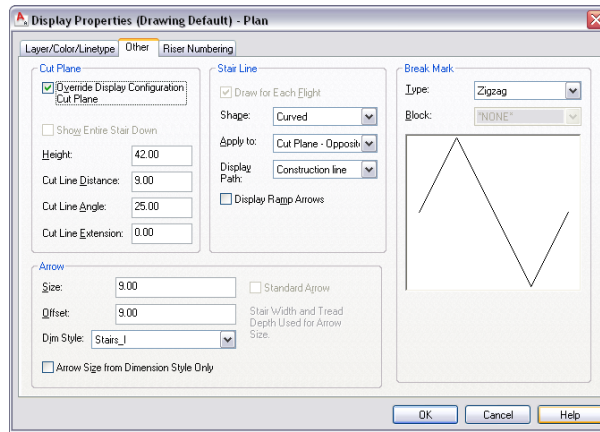 Display Properties (Drawing Default) - Plan
Layer/Color/Linetype Other Riser Numbering
Cut Plane
Override Display Configuration
Cut Plane
Show Entire Stair Down
Height: 42.00
Cut Line Distance: 9.00
Cut Line Angle: 25.00
Cut Line Extension: 0.00
Stair Line
Draw for Each Flight
Shape: Curved
Apply to: Cut Plane - Opposit
Display
Path: Construction line
Display Ramp Arrows
Break Mark
Type: Zigzag
Block: *NONE*
Arrow
Size: 9.00
Offset: 9.00
Dim Style: Stairs_I
Arrow Size from Dimension Style Only
Standard Arrow
Stair Width and Tread
Depth Used for Arrow
Size.
OK Cancel Help